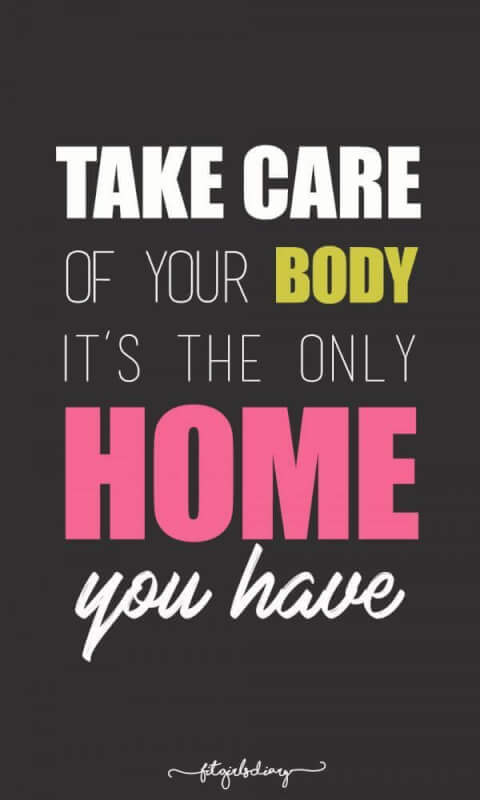 TAKE CARE
OF YOUR BODY
IT'S THE ONLY
HOME
you have
fitgirlsdiary